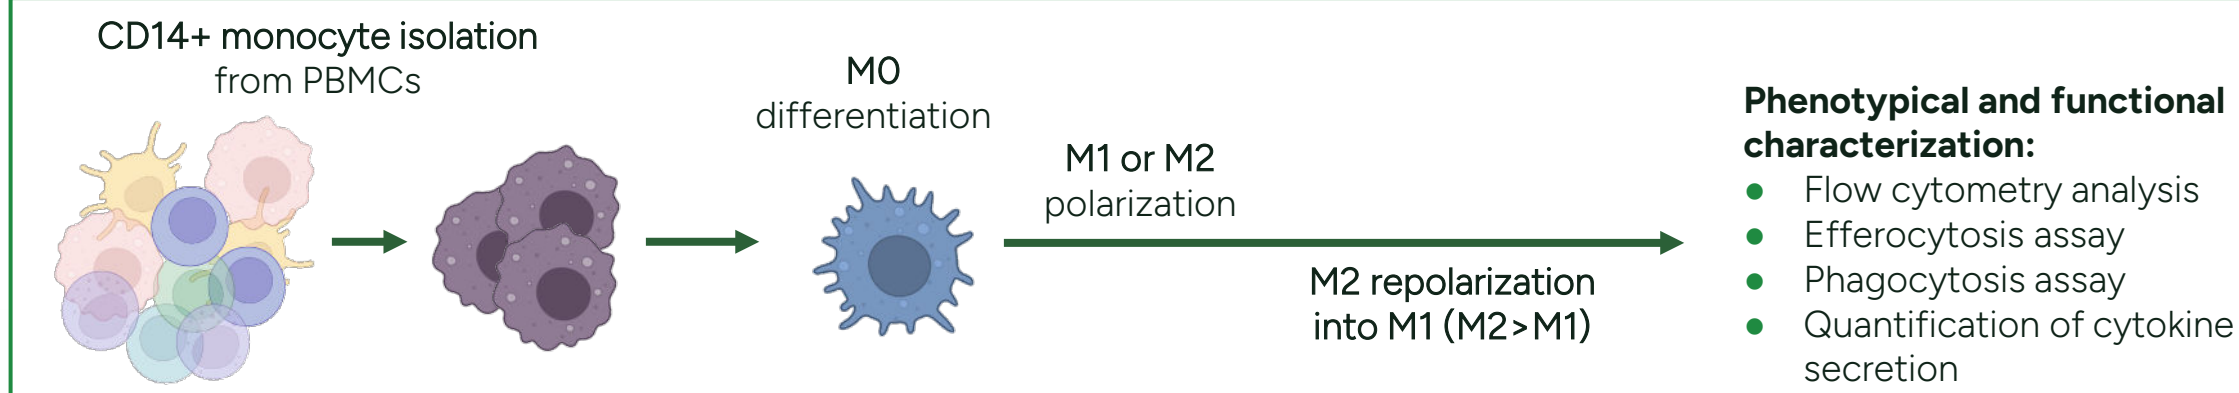 CD14+ monocyte isolation
from PBMCs
M0
differentiation
M1 or M2
polarization
M2 repolarization
into M1 (M2>M1)
Phenotypical and functional
characterization:
● Flow cytometry analysis
● Efferocytosis assay
● Phagocytosis assay
● Quantification of cytokine
secretion